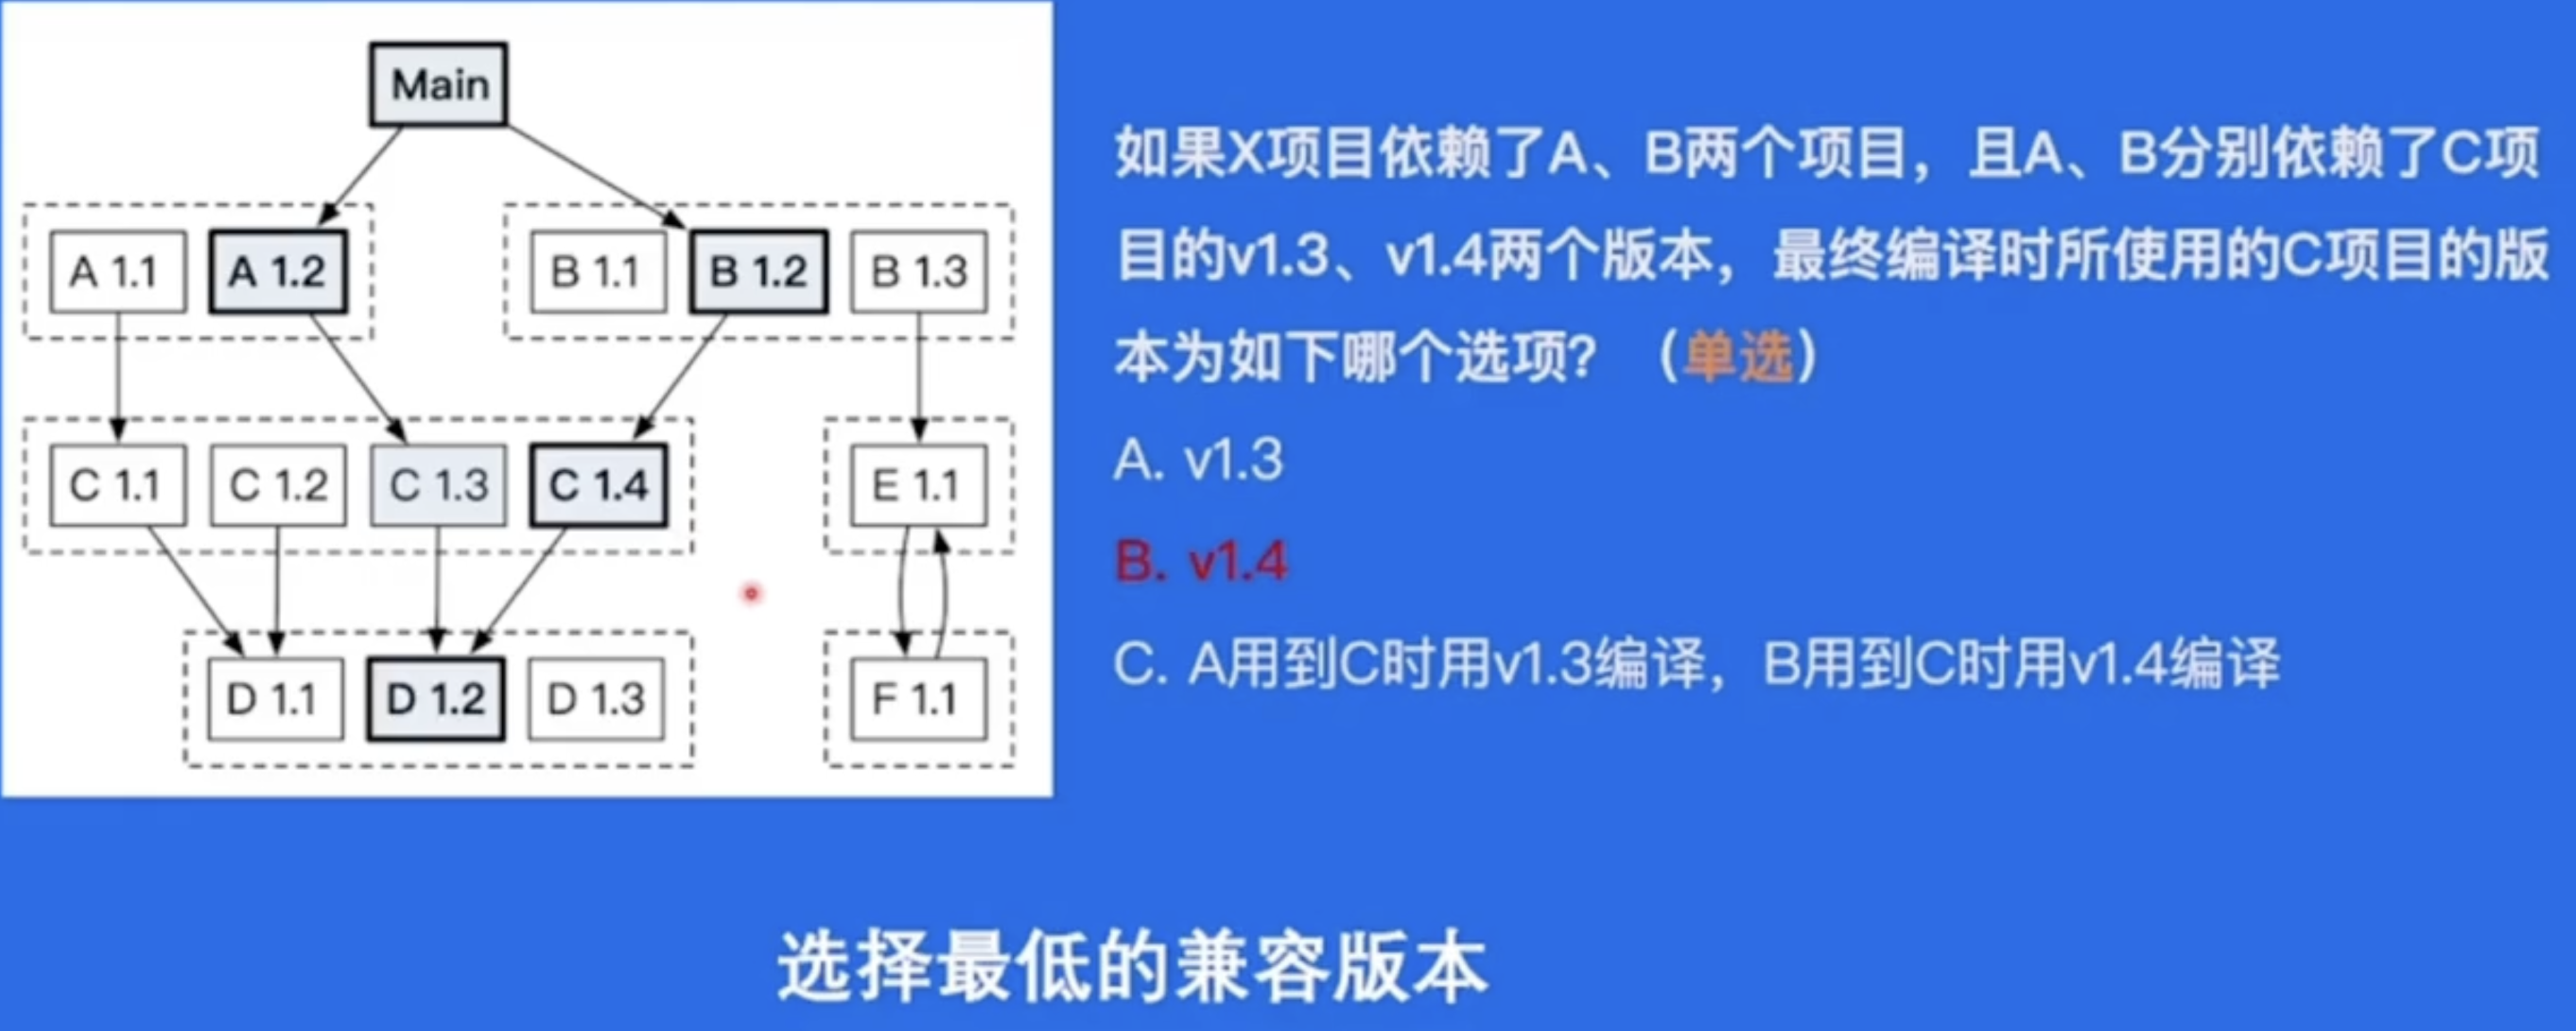 Main
A 1.1
A 1.2
B 1.1
B 1.2
B 1.3
C 1.1
C 1.2
C 1.3
C 1.4
E 1.1
D 1.1
D 1.2
D 1.3
F 1.1
如果X项目依赖了A、B两个项目，且A、B分别依赖了C项
目的v1.3、v1.4两个版本，最终编译时所使用的C项目的版
本为如下哪个选项？（单选）
A. v1.3
B. v1.4
C. A用到C时用v1.3编译，B用到C时用v1.4编译
选择最低的兼容版本